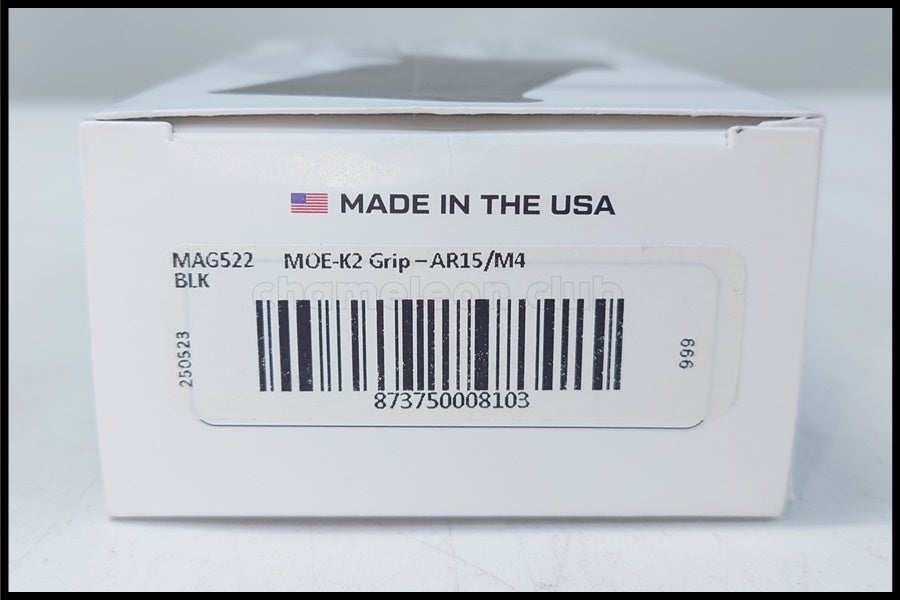 MADE IN THE USA
MAG522 MOE-K2 Grip – AR15/M4
BLK
chameleon club
250523
999
873750008103